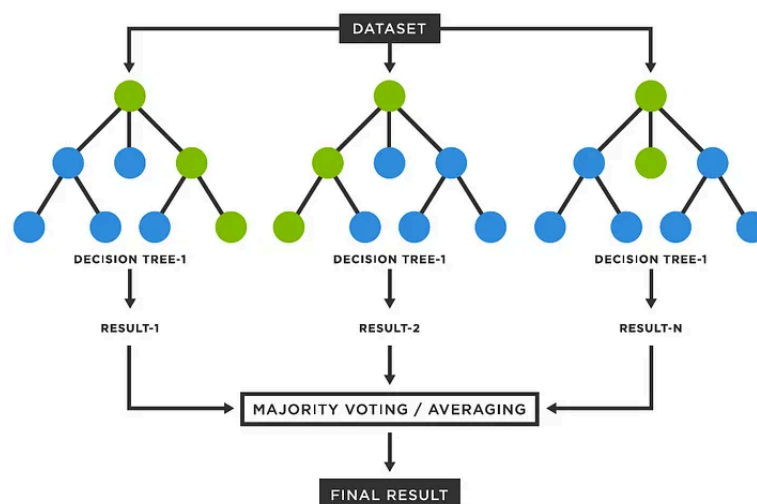 DATASET
DECISION TREE-1
DECISION TREE-1
DECISION TREE-1
RESULT-1
RESULT-2
RESULT-N
MAJORITY VOTING / AVERAGING
FINAL RESULT